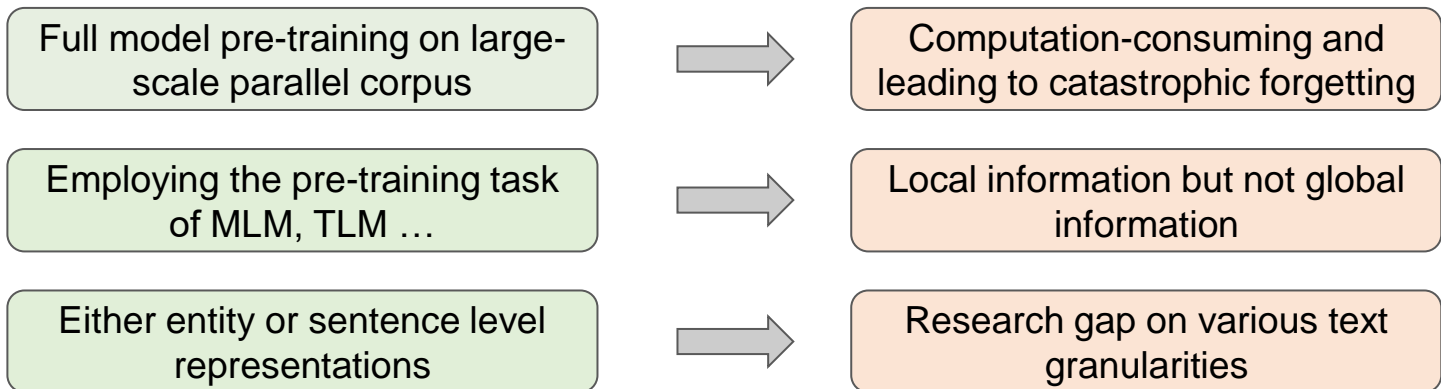 Full model pre-training on large-
scale parallel corpus
Computation-consuming and
leading to catastrophic forgetting
Employing the pre-training task
of MLM, TLM …
Local information but not global
information
Either entity or sentence level
representations
Research gap on various text
granularities